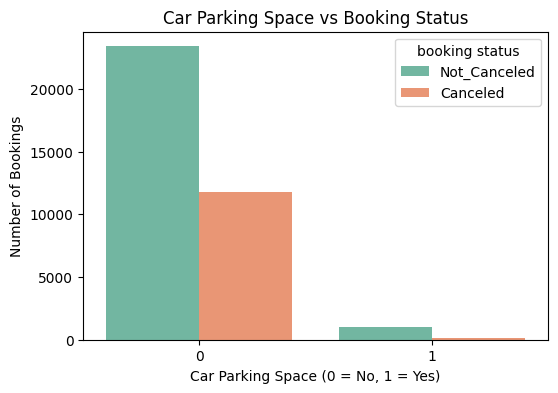 Car Parking Space vs Booking Status
booking status
Not_Canceled
Canceled
Number of Bookings
20000
15000
10000
5000
0
0
1
Car Parking Space (0 = No, 1 = Yes)